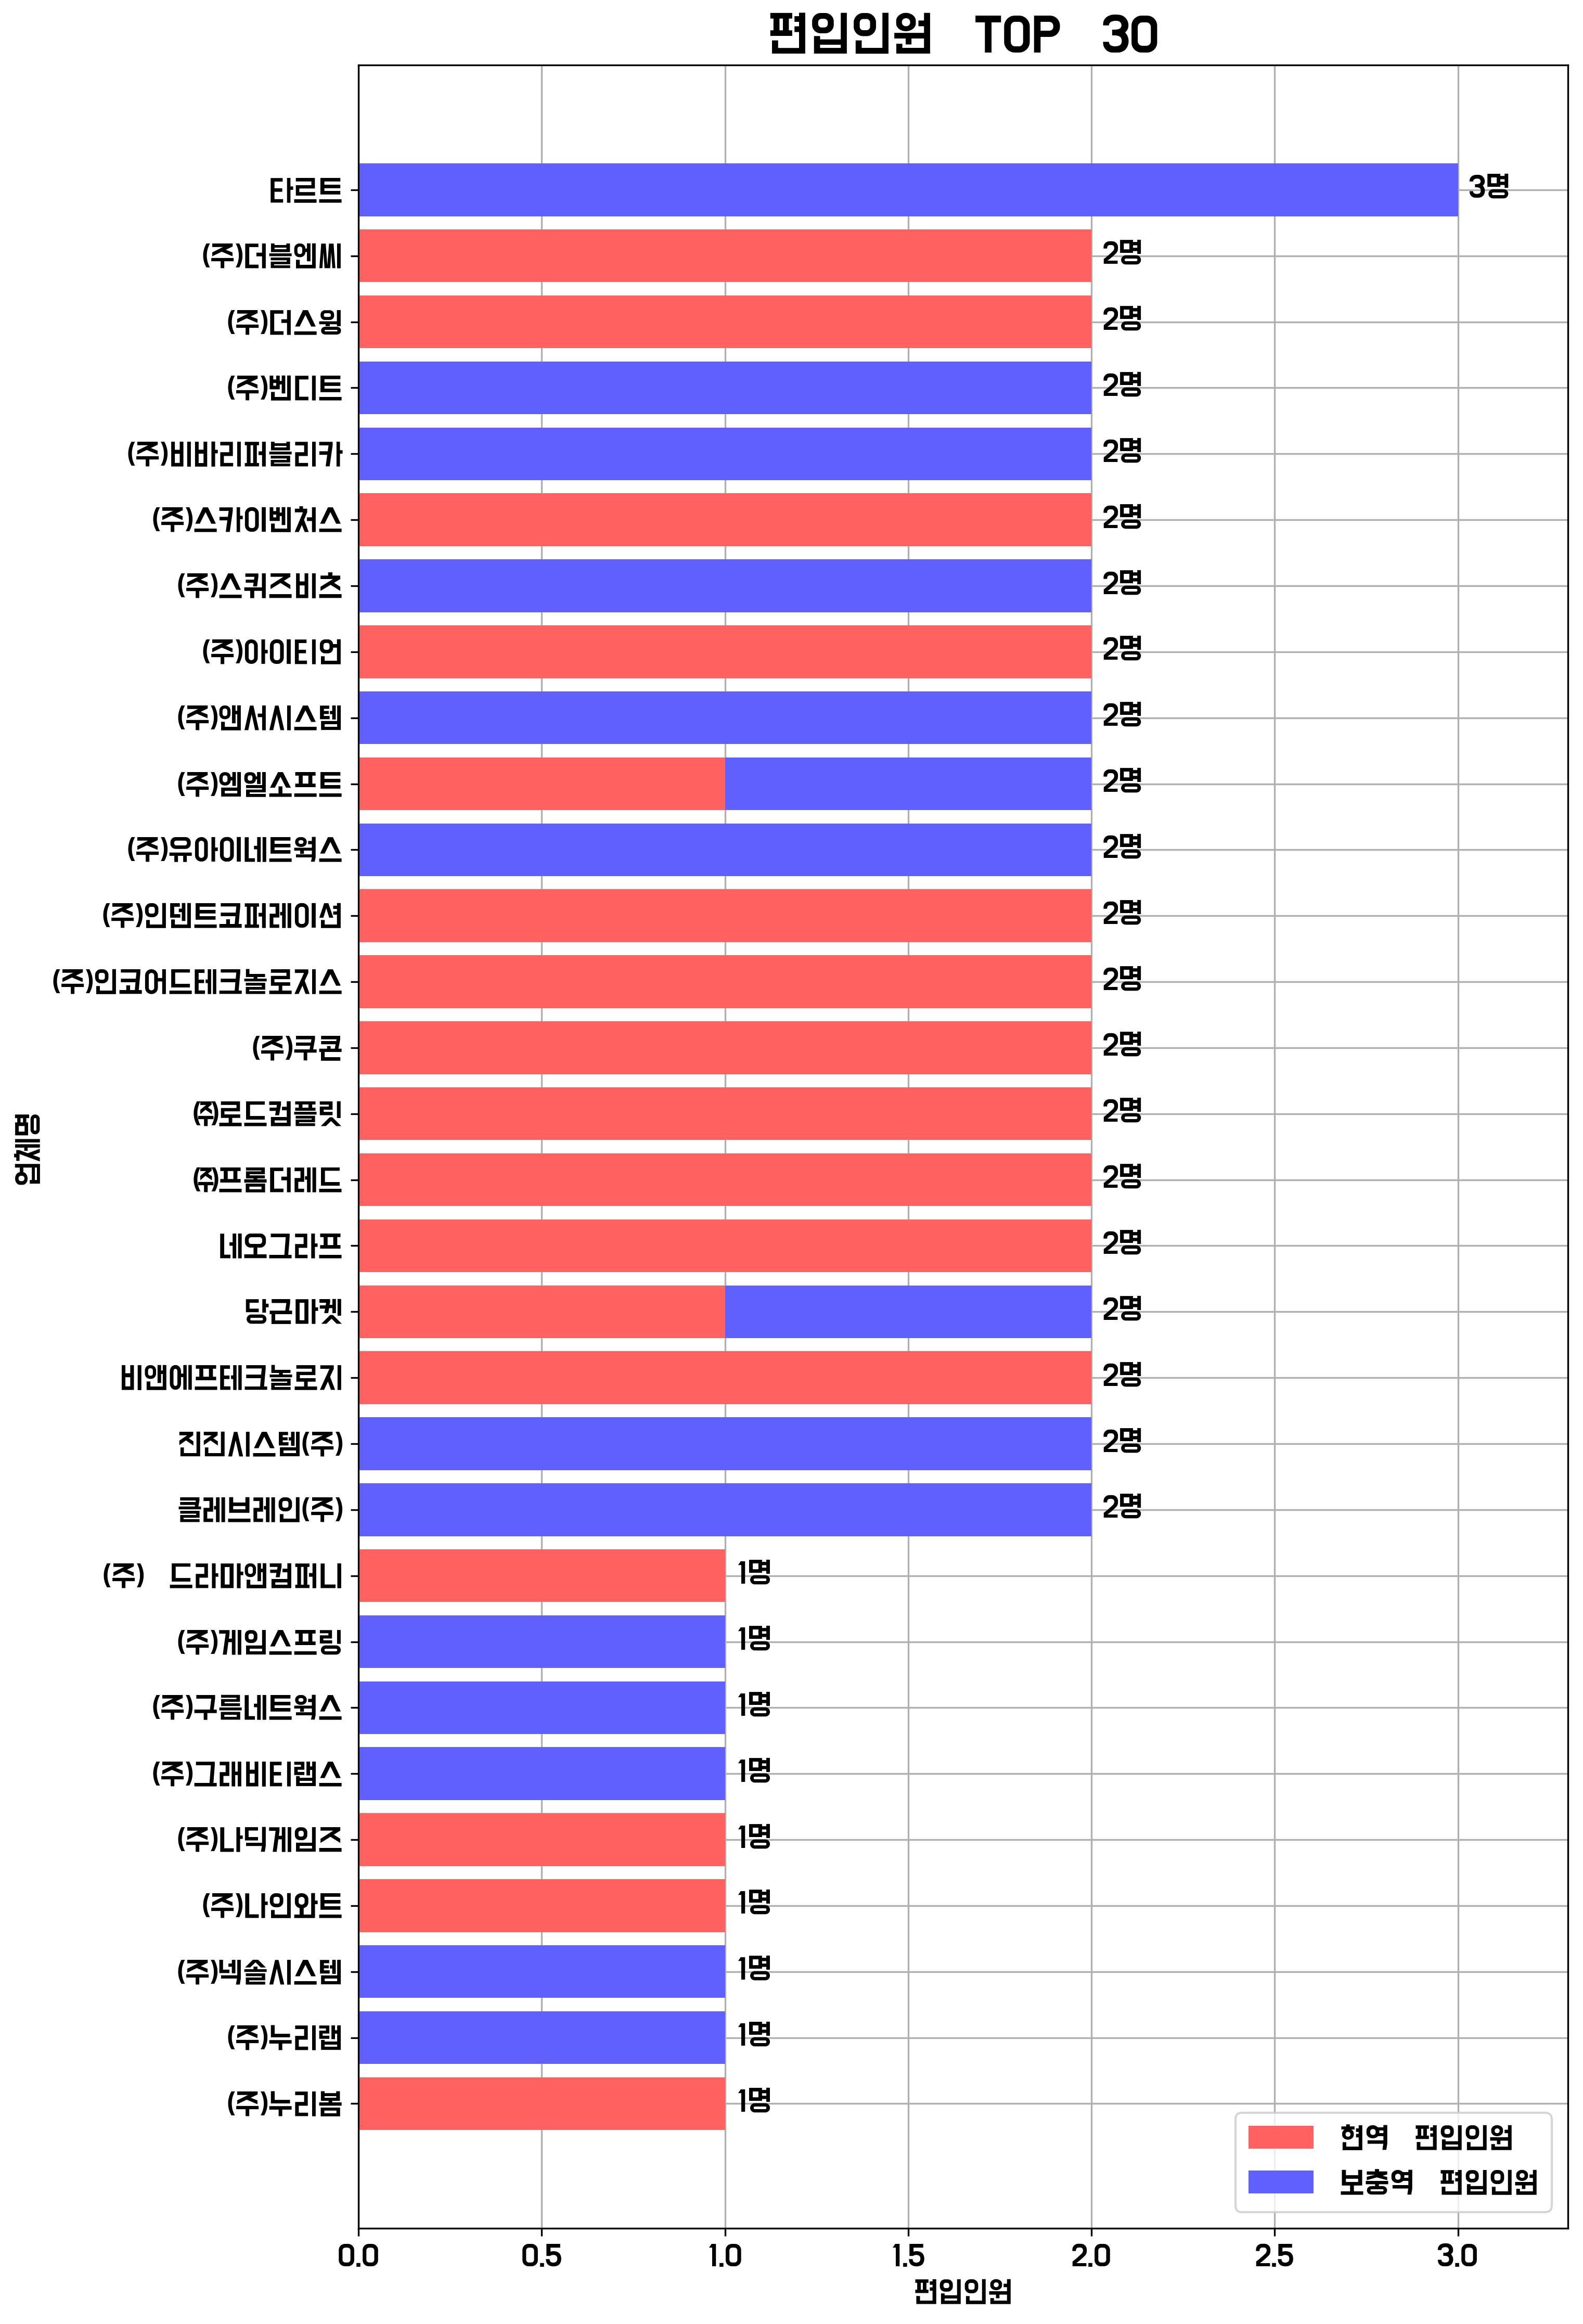 편입인원 TOP 30
타르트 3명
(주)더블엔씨 2명
(주)더스윙 2명
(주)벤디트 2명
(주)비바리퍼블리카 2명
(주)스카이벤처스 2명
(주)스퀴즈비츠 2명
(주)아이티언 2명
(주)앤서시스템 2명
(주)엠엘소프트 2명
(주)유아이네트웍스 2명
(주)인덴트코퍼레이션 2명
(주)인코어드테크놀로지스 2명
(주)쿠콘 2명
㈜로드컴플릿 2명
㈜프롬더레드 2명
네오그라프 2명
당근마켓 2명
비앤에프테크놀로지 2명
진진시스템(주) 2명
클레브레인(주) 2명
(주) 드라마앤컴퍼니 1명
(주)게임스프링 1명
(주)구름네트웍스 1명
(주)그래비티랩스 1명
(주)나딕게임즈 1명
(주)나인와트 1명
(주)넥솔시스템 1명
(주)누리랩 1명
(주)누리봄 1명
업체명
현역 편입인원
보충역 편입인원
0.0 0.5 1.0 1.5 2.0 2.5 3.0
편입인원